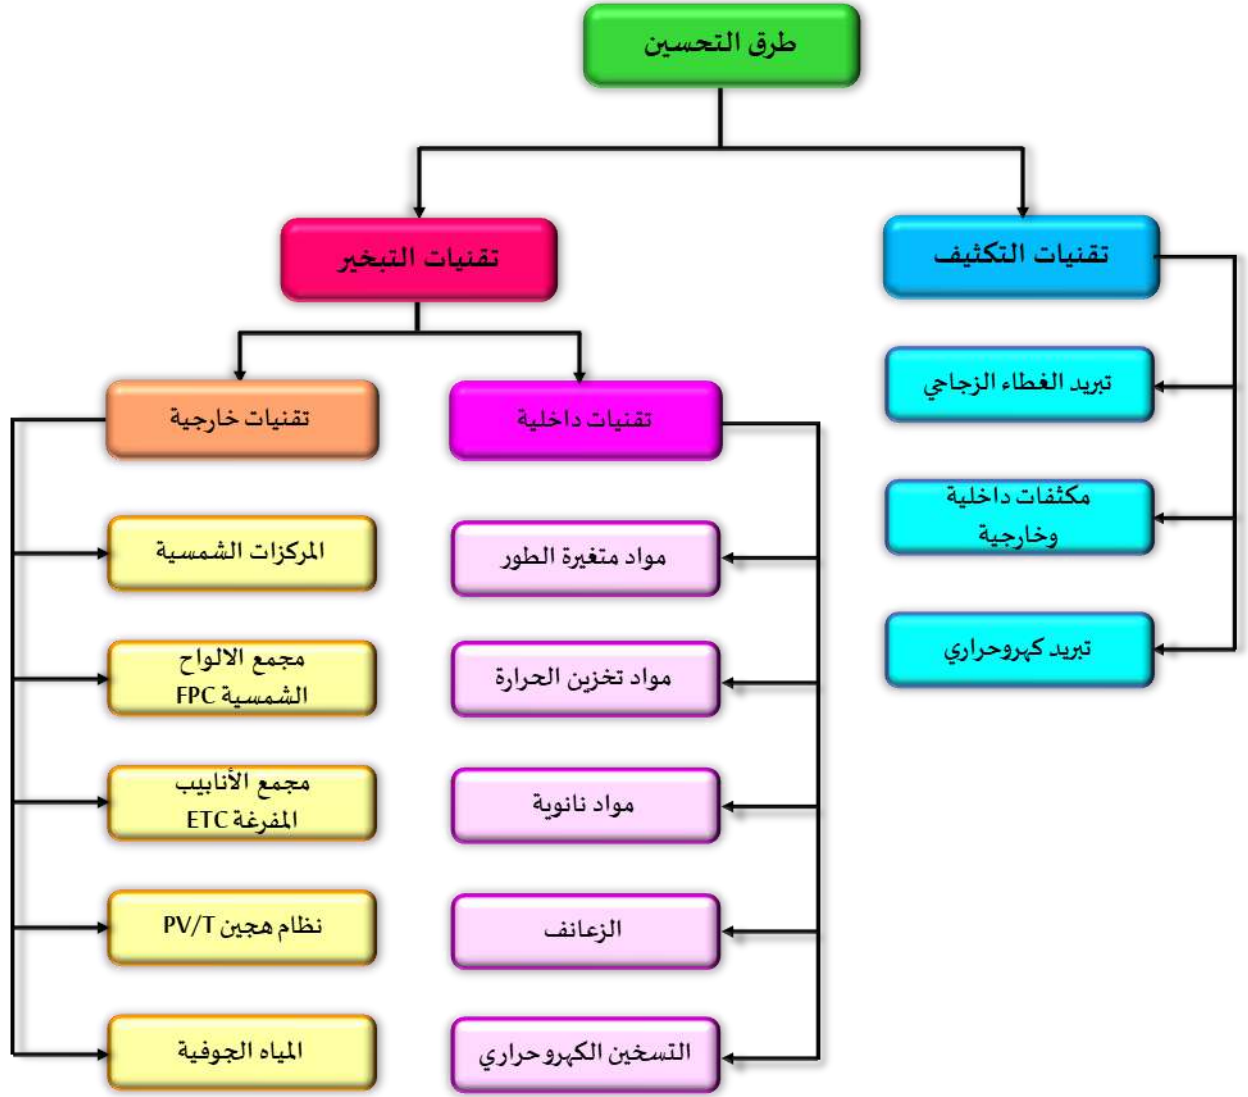 طرق التحسين
تقنيات التكثيف
تبريد الغطاء الزجاجي
مكثفات داخلية
وخارجية
تبريد كهروحراري
تقنيات التبخير
تقنيات داخلية
مواد متغيرة الطور
مواد تخزين الحرارة
مواد نانوية
الزعانف
التسخين الكهروحراري
تقنيات خارجية
المركزات الشمسية
مجمع الالواح
الشمسية FPC
مجمع الأنابيب
المفرغة ETC
نظام هجين PV/T
المياه الجوفية